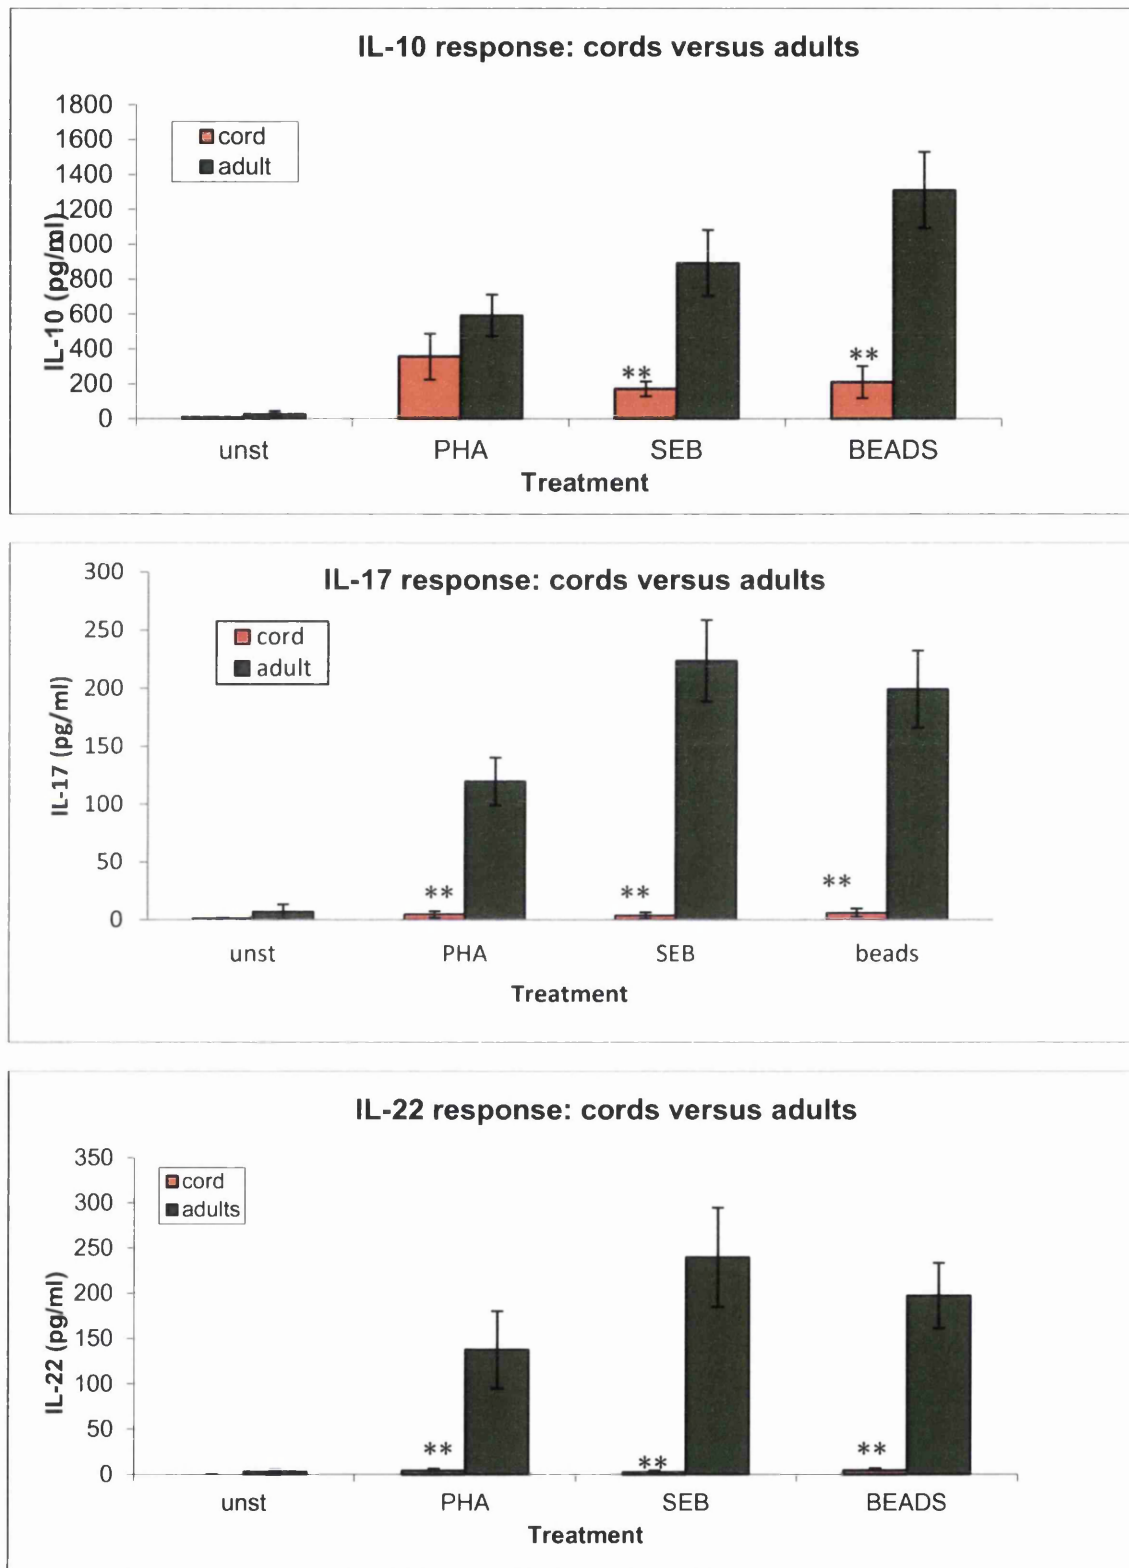 IL-10 response: cords versus adults
1800
1600
1400
1200
1000
800
600
400
200
0
IL-10 (pg/ml)
cord
adult
**
**
unst PHA SEB BEADS
Treatment
IL-17 response: cords versus adults
300
250
200
150
100
50
0
IL-17 (pg/ml)
cord
adult
**
**
**
unst PHA SEB beads
Treatment
IL-22 response: cords versus adults
350
300
250
200
150
100
50
0
IL-22 (pg/ml)
cord
adults
**
**
**
unst PHA SEB BEADS
Treatment